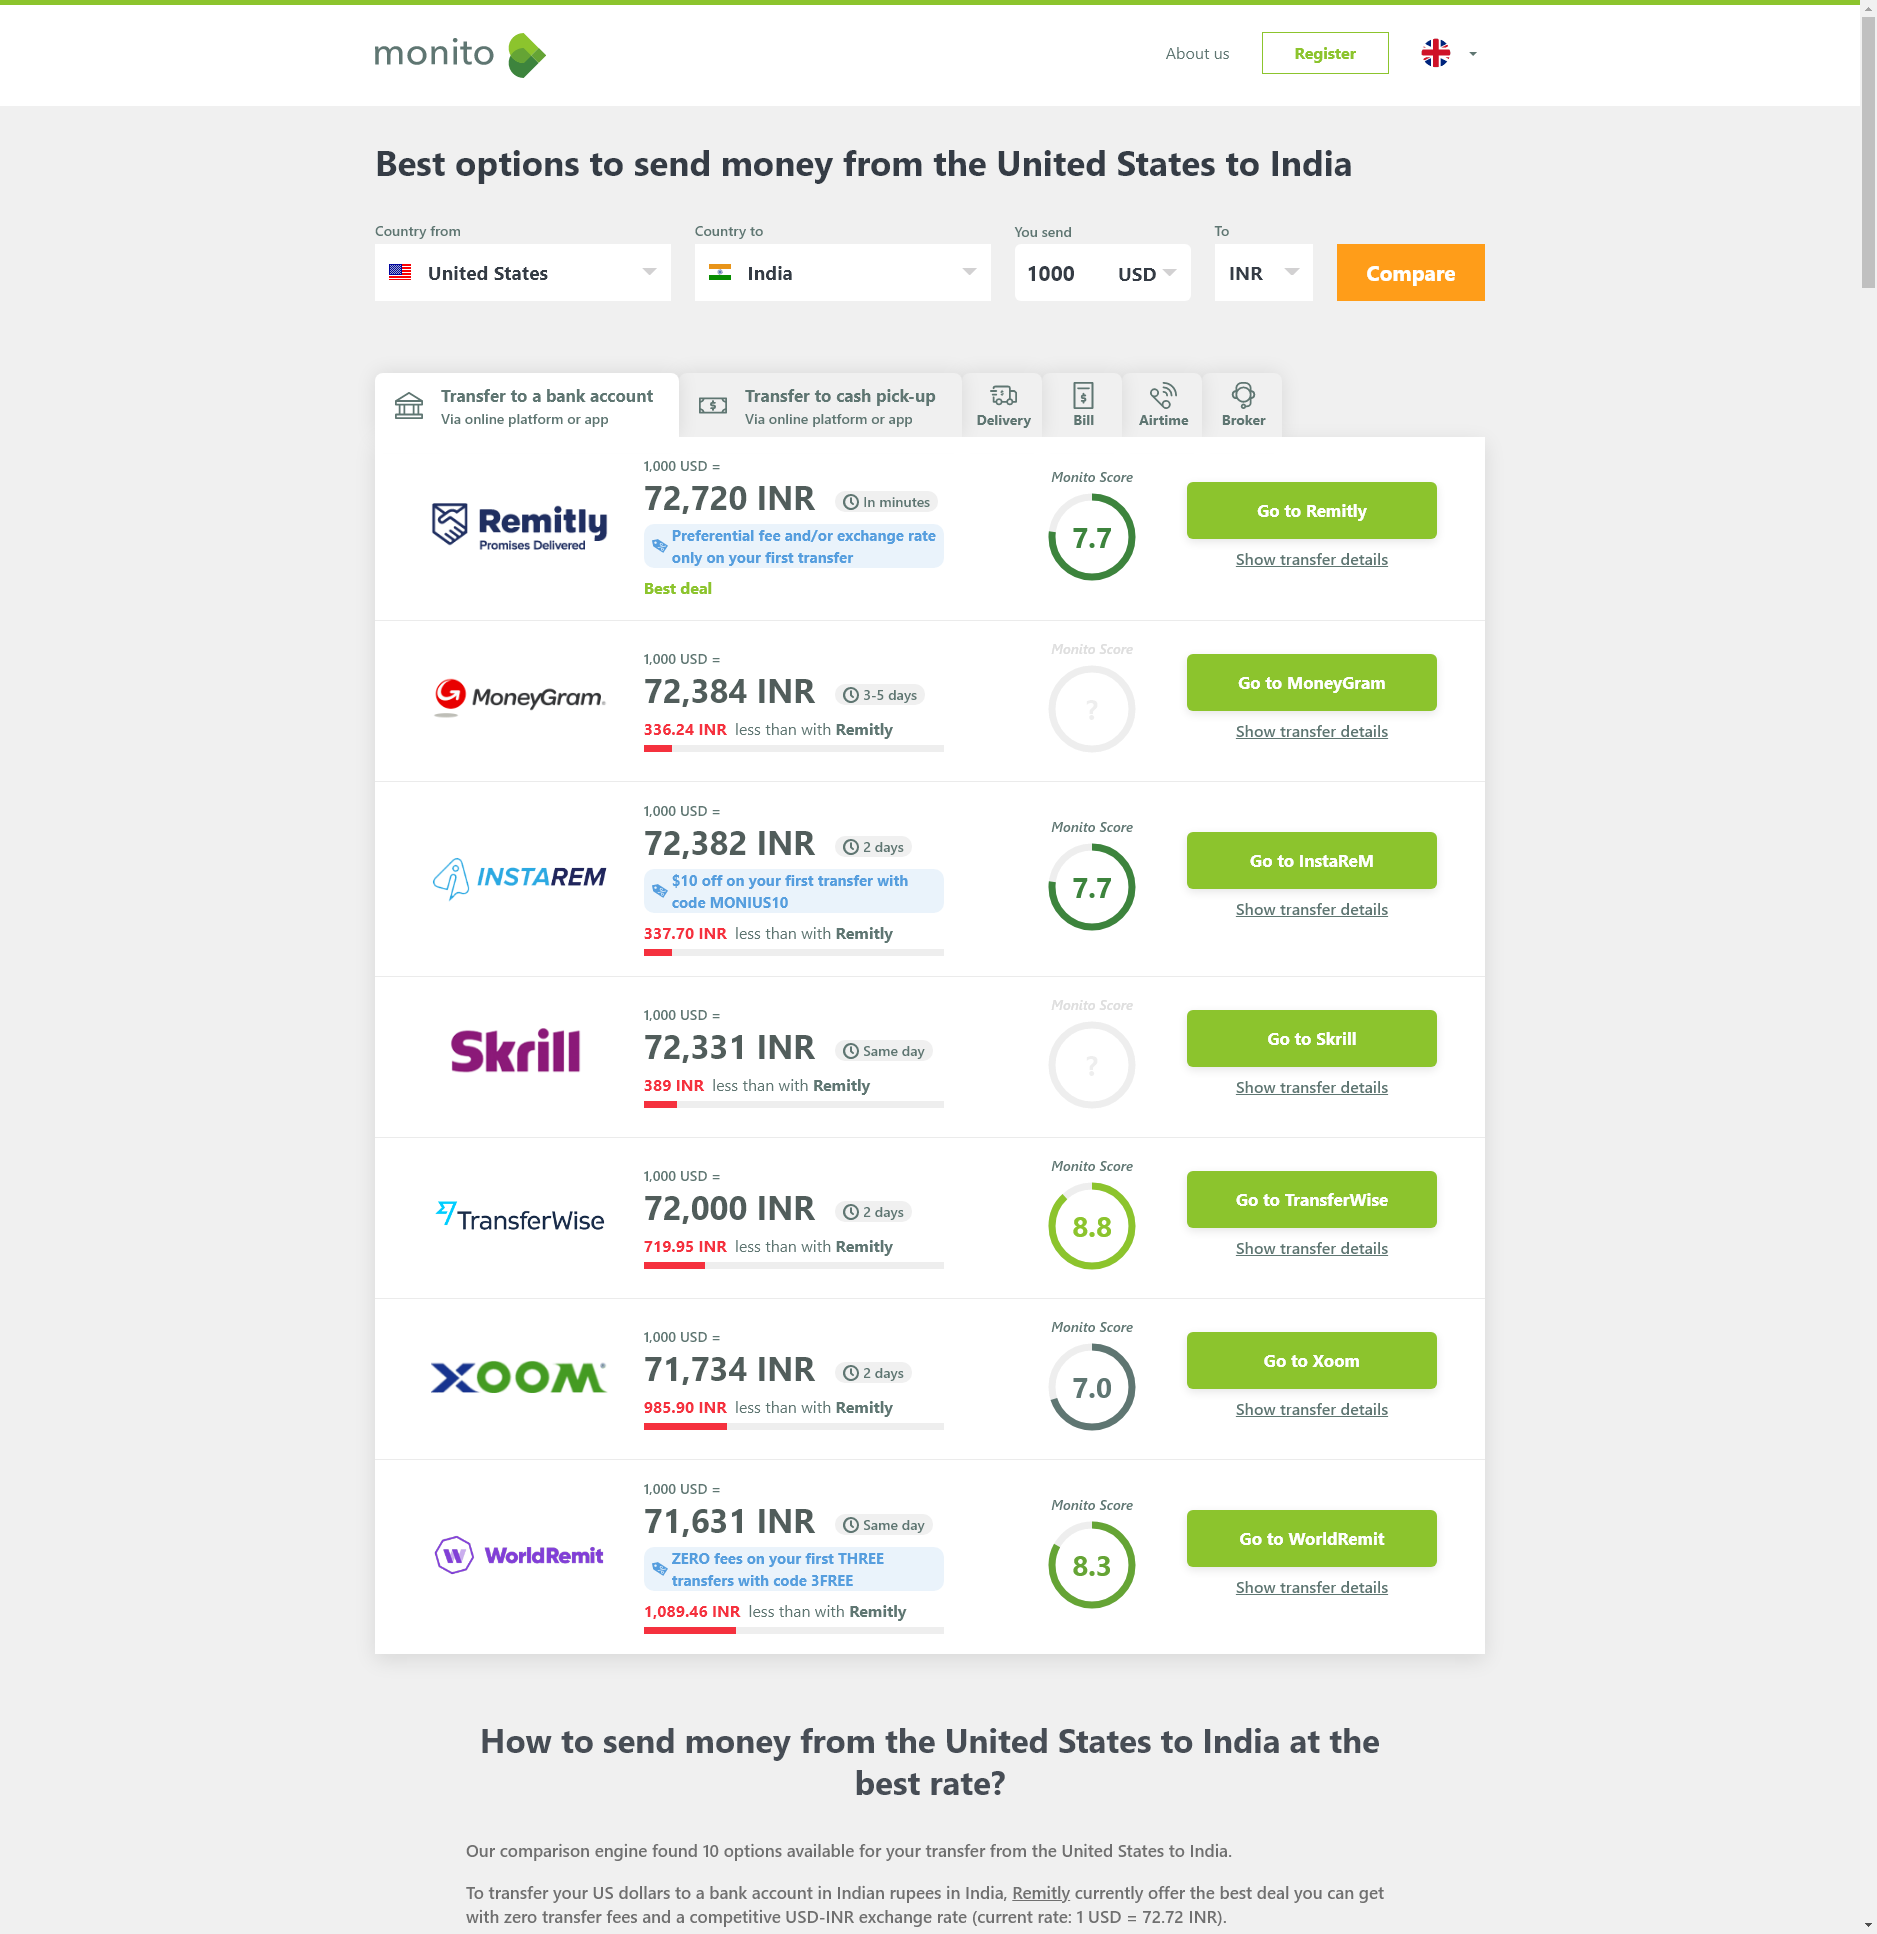 monito
About us
Register
Best options to send money from the United States to India
Country from
Country to
You send
To
United States
India
1000
USD
INR
Compare
Transfer to a bank account
Via online platform or app
Transfer to cash pick-up
Via online platform or app
Delivery
Bill
Airtime
Broker
Remitly
Promises Delivered
1,000 USD =
72,720 INR
In minutes
Preferential fee and/or exchange rate
only on your first transfer
Best deal
Monito Score
7.7
Go to Remitly
Show transfer details
MoneyGram.
1,000 USD =
72,384 INR
3-5 days
336.24 INR less than with Remitly
Monito Score
?
Go to MoneyGram
Show transfer details
INSTAREM
1,000 USD =
72,382 INR
2 days
$10 off on your first transfer with
code MONIUS10
337.70 INR less than with Remitly
Monito Score
7.7
Go to InstaReM
Show transfer details
Skrill
1,000 USD =
72,331 INR
Same day
389 INR less than with Remitly
Monito Score
?
Go to Skrill
Show transfer details
TransferWise
1,000 USD =
72,000 INR
2 days
719.95 INR less than with Remitly
Monito Score
8.8
Go to TransferWise
Show transfer details
XOOM
1,000 USD =
71,734 INR
2 days
985.90 INR less than with Remitly
Monito Score
7.0
Go to Xoom
Show transfer details
WorldRemit
1,000 USD =
71,631 INR
Same day
ZERO fees on your first THREE
transfers with code 3FREE
1,089.46 INR less than with Remitly
Monito Score
8.3
Go to WorldRemit
Show transfer details
How to send money from the United States to India at the
best rate?
Our comparison engine found 10 options available for your transfer from the United States to India.
To transfer your US dollars to a bank account in Indian rupees in India, Remitly currently offer the best deal you can get
with zero transfer fees and a competitive USD-INR exchange rate (current rate: 1 USD = 72.72 INR).